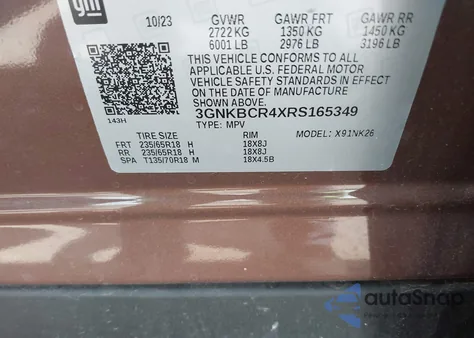 gm
10/23 GVWR GAWR FRT GAWR RR
2722 KG 1350 KG 1450 KG
6001 LB 2976 LB 3196 LB
THIS VEHICLE CONFORMS TO ALL
APPLICABLE U.S. FEDERAL MOTOR
VEHICLE SAFETY STANDARDS IN EFFECT
ON THE DATE OF MANUFACTURE
SHOWN ABOVE.
3GNKBCR4XRS165349
143H TYPE: MPV MODEL: X91NK26
TIRE SIZE RIM
FRT 235/65R18 H 18X8J
RR 235/65R18 H 18X8J
SPA T135/70R18 M 18X4.5B
autoSnap